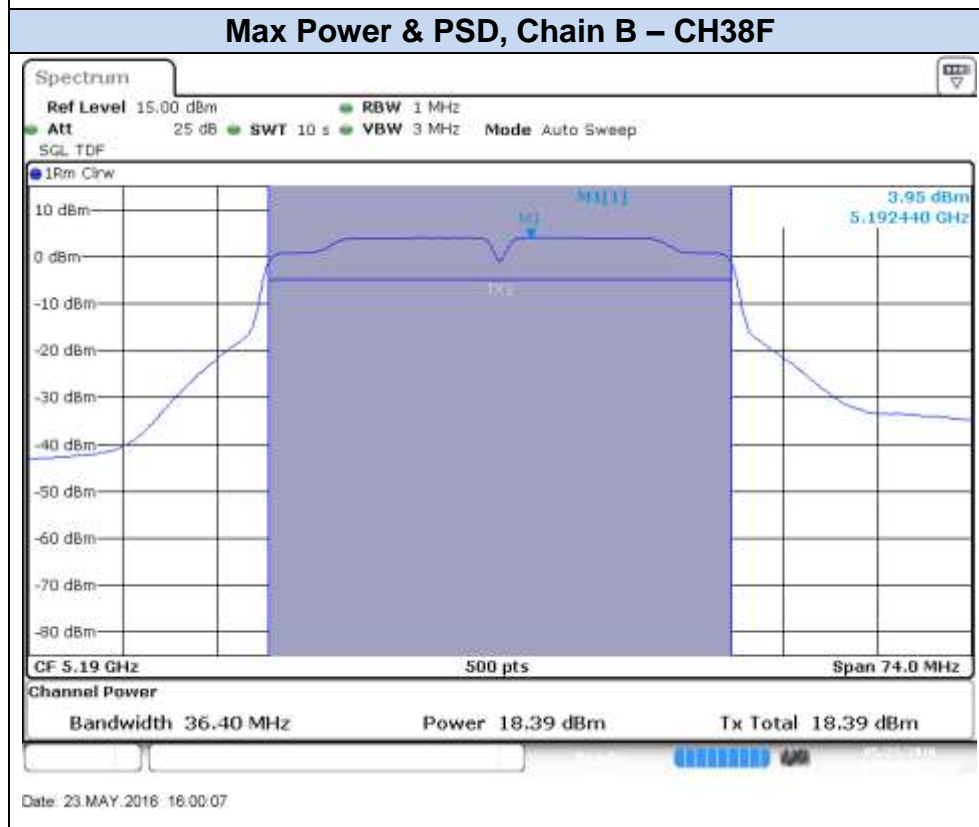 Max Power & PSD, Chain B – CH38F
Spectrum
Ref Level 15.00 dBm RBW 1 MHz
Att 25 dB SWT 10 s VBW 3 MHz Mode Auto Sweep
SGL TDF
1Rm Clrw
M1[1] 3.95 dBm
5.192440 GHz
10 dBm
M1
0 dBm
TX1
-10 dBm
-20 dBm
-30 dBm
-40 dBm
-50 dBm
-60 dBm
-70 dBm
-80 dBm
CF 5.19 GHz 500 pts Span 74.0 MHz
Channel Power
Bandwidth 36.40 MHz Power 18.39 dBm Tx Total 18.39 dBm
Date: 23.MAY.2016 16:00:07